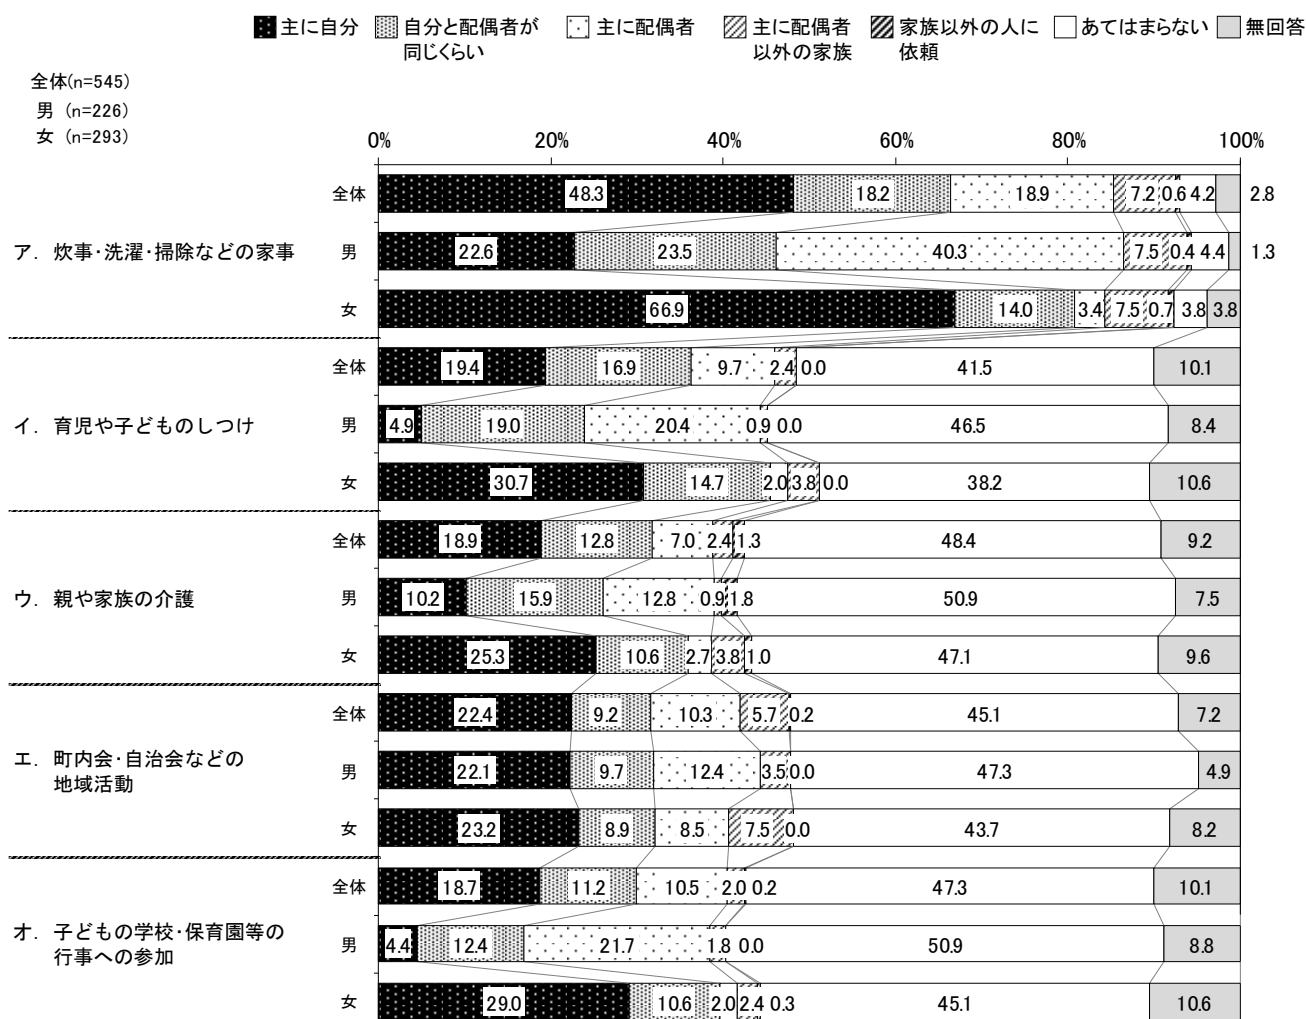 主に自分 自分と配偶者が 主に配偶者 主に配偶者 家族以外の人に あてはまらない 無回答
同じくらい 以外の家族 依頼
全体(n=545)
男 (n=226)
女 (n=293)
0% 20% 40% 60% 80% 100%
全体 48.3 18.2 18.9 7.2 0.6 4.2 2.8
ア. 炊事・洗濯・掃除などの家事 男 22.6 23.5 40.3 7.5 0.4 4.4 1.3
女 66.9 14.0 3.4 7.5 0.7 3.8 3.8
全体 19.4 16.9 9.7 2.4 0.0 41.5 10.1
イ. 育児や子どものしつけ 男 4.9 19.0 20.4 0.9 0.0 46.5 8.4
女 30.7 14.7 2.0 3.8 0.0 38.2 10.6
全体 18.9 12.8 7.0 2.4 1.3 48.4 9.2
ウ. 親や家族の介護 男 10.2 15.9 12.8 0.9 1.8 50.9 7.5
女 25.3 10.6 2.7 3.8 1.0 47.1 9.6
全体 22.4 9.2 10.3 5.7 0.2 45.1 7.2
エ. 町内会・自治会などの
地域活動 男 22.1 9.7 12.4 3.5 0.0 47.3 4.9
女 23.2 8.9 8.5 7.5 0.0 43.7 8.2
全体 18.7 11.2 10.5 2.0 0.2 47.3 10.1
オ. 子どもの学校・保育園等の
行事への参加 男 4.4 12.4 21.7 1.8 0.0 50.9 8.8
女 29.0 10.6 2.0 2.4 0.3 45.1 10.6